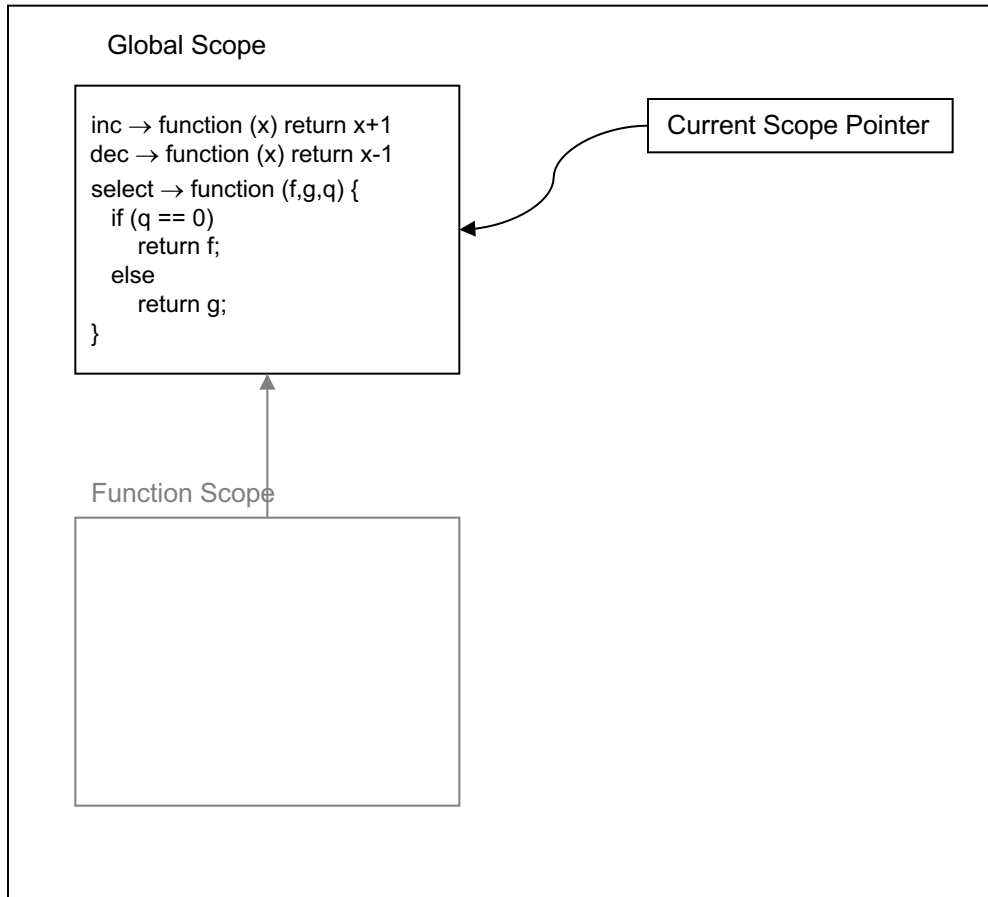 Global Scope
inc → function (x) return x+1
dec → function (x) return x-1
select → function (f,g,q) {
if (q == 0)
return f;
else
return g;
}
Current Scope Pointer
Function Scope